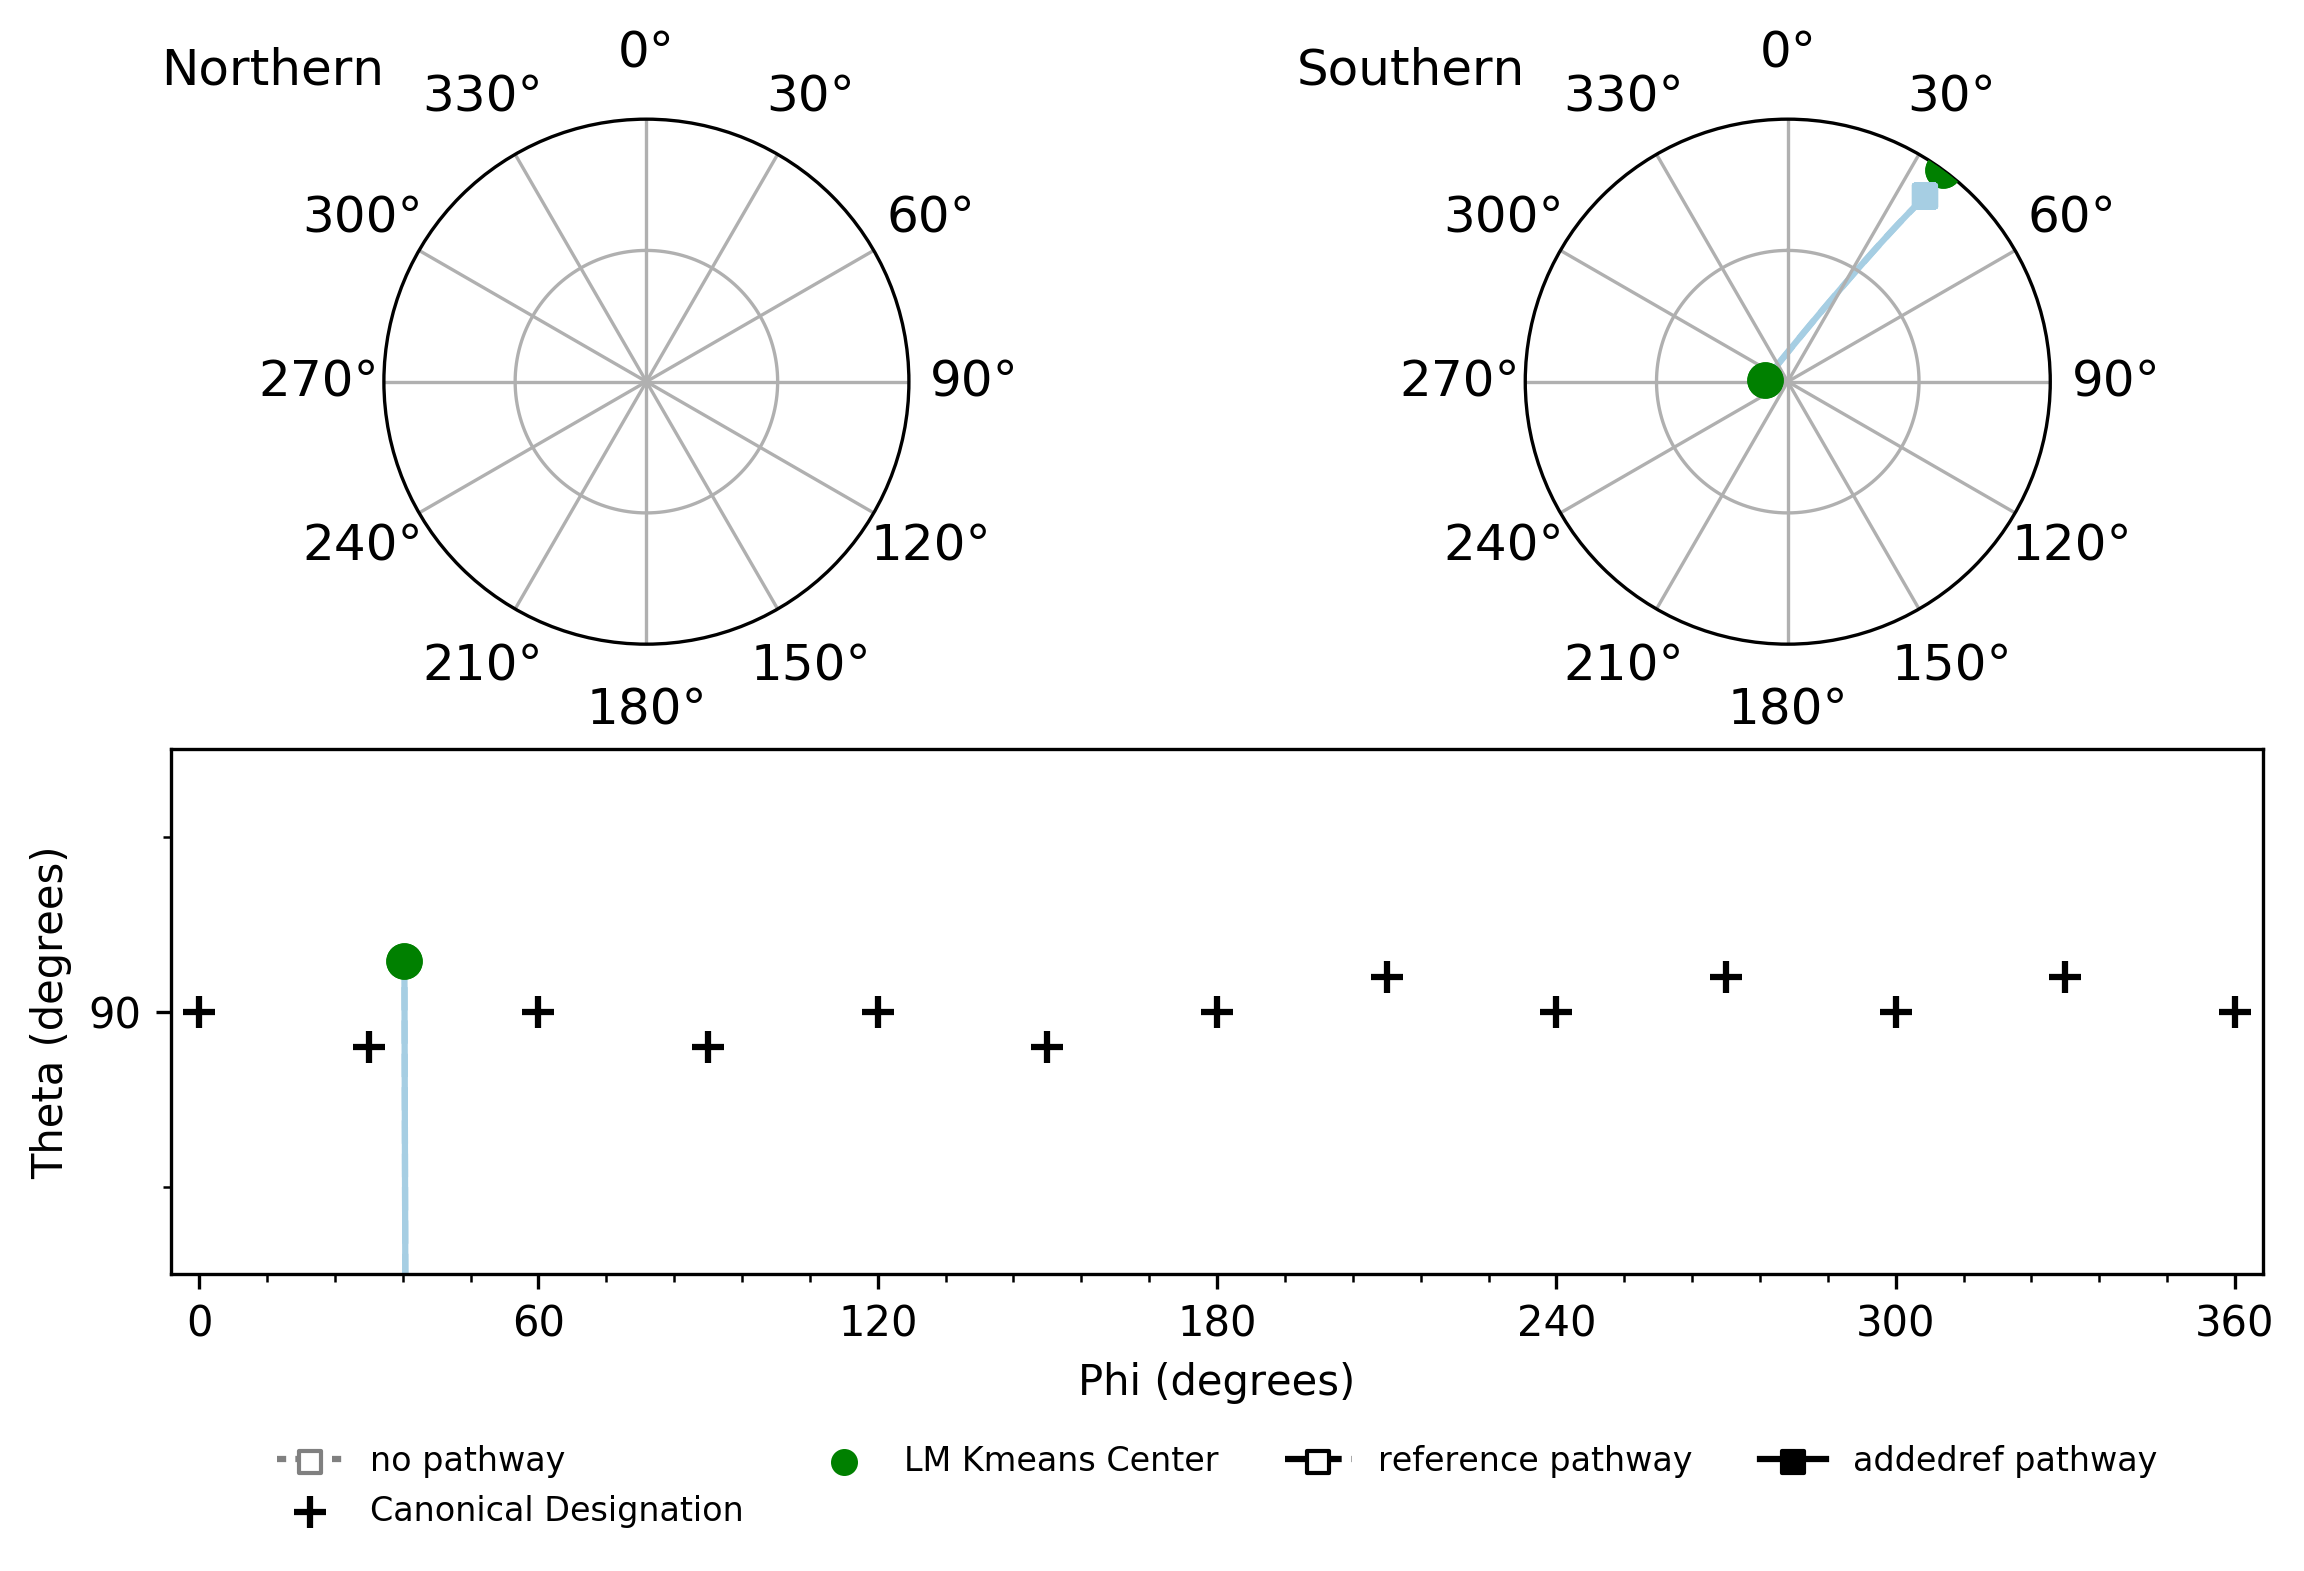 Northern
0°
330°
30°
300°
60°
270°
90°
240°
120°
210°
150°
180°
Southern
0°
330°
30°
300°
60°
270°
90°
240°
120°
210°
150°
180°
Theta (degrees)
90
0 60 120 180 240 300 360
Phi (degrees)
no pathway
Canonical Designation
LM Kmeans Center
reference pathway
addedref pathway